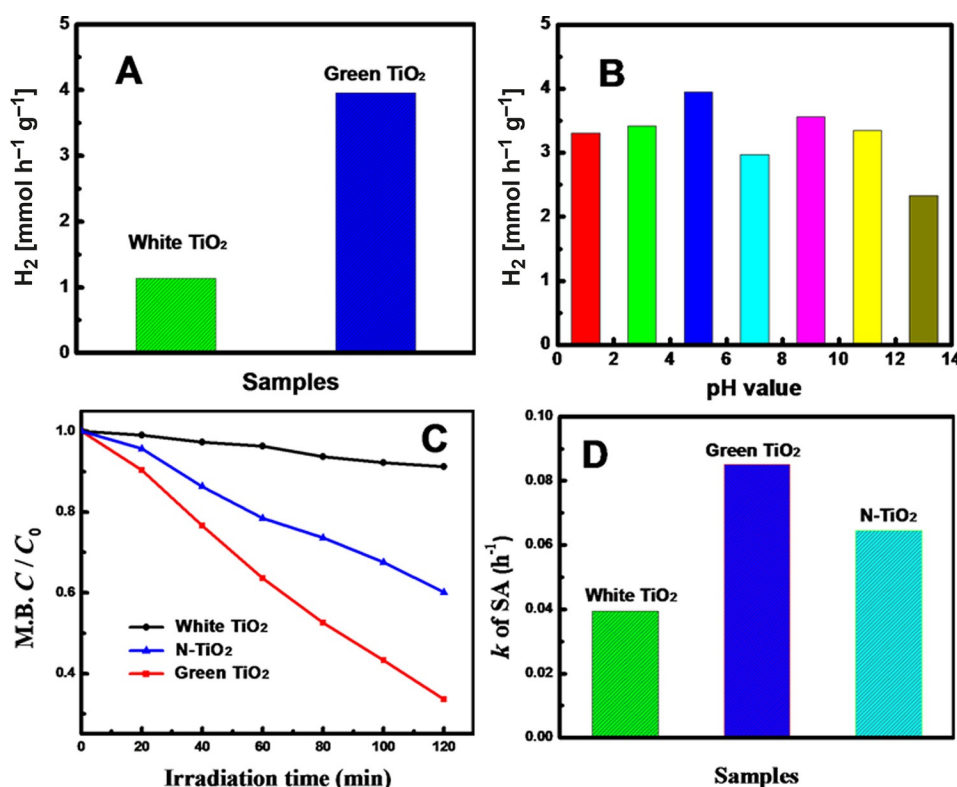 A
H₂ [mmol h⁻¹ g⁻¹]
5
4
3
2
1
0
White TiO₂
Green TiO₂
Samples
B
H₂ [mmol h⁻¹ g⁻¹]
5
4
3
2
1
0
0 2 4 6 8 10 12 14
pH value
C
M.B. C / C₀
1.0
0.8
0.6
0.4
White TiO₂
N-TiO₂
Green TiO₂
0 20 40 60 80 100 120
Irradiation time (min)
D
k of SA (h⁻¹)
0.10
0.08
0.06
0.04
0.02
0.00
White TiO₂
Green TiO₂
N-TiO₂
Samples